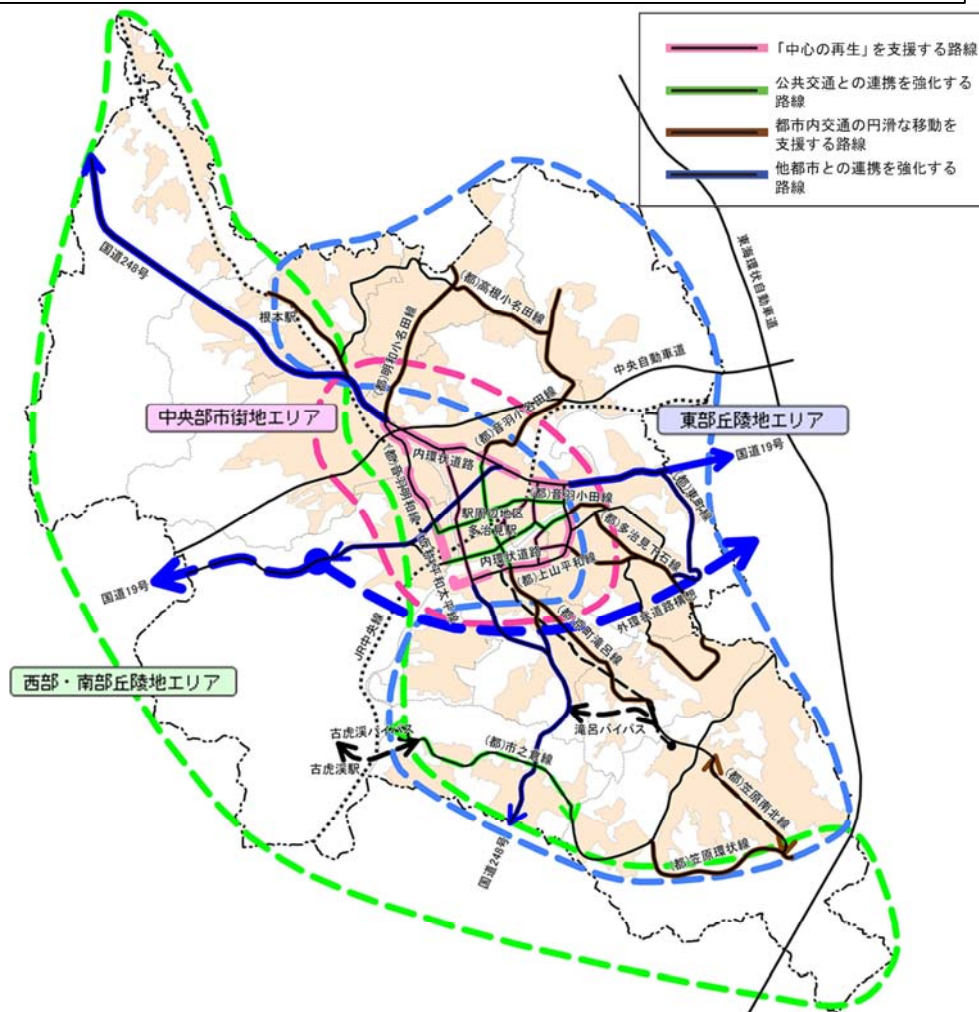 「中心の再生」を支援する路線
公共交通との連携を強化する
路線
都市内交通の円滑な移動を
支援する路線
他都市との連携を強化する
路線
東海環状自動車道
国道248号
根本駅
(都)高根小名田線
(都)明和小名田線
中央自動車道
中央部市街地エリア
(都)音羽小名田線
東部丘陵地エリア
内環状道路
国道19号
(都)音羽明和線
(都)東町線
(都)音羽小田線
駅周辺地区
多治見駅
(都)多治見下石線
内環状道路
平和太平線
(都)上山平和線
国道19号
外環状道路構想
JR中央線
西部・南部丘陵地エリア
古虎渓バイパス
滝呂バイパス
古虎渓駅
(都)市之倉線
(都)笠原南北線
国道248号
(都)笠原環状線